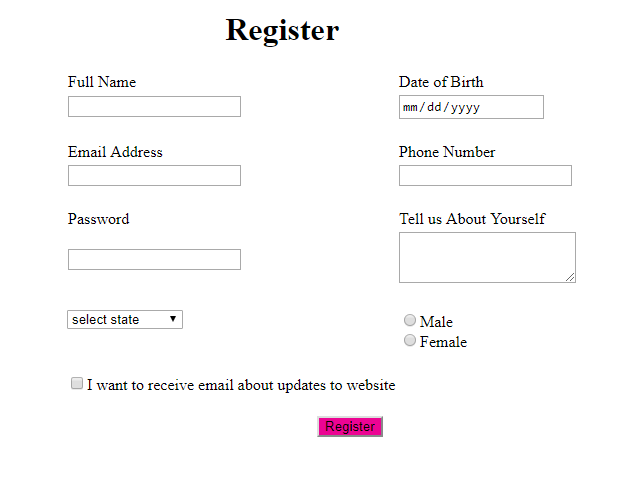 Register
Full Name
Date of Birth
mm/dd/yyyy
Email Address
Phone Number
Password
Tell us About Yourself
select state
Male
Female
I want to receive email about updates to website
Register